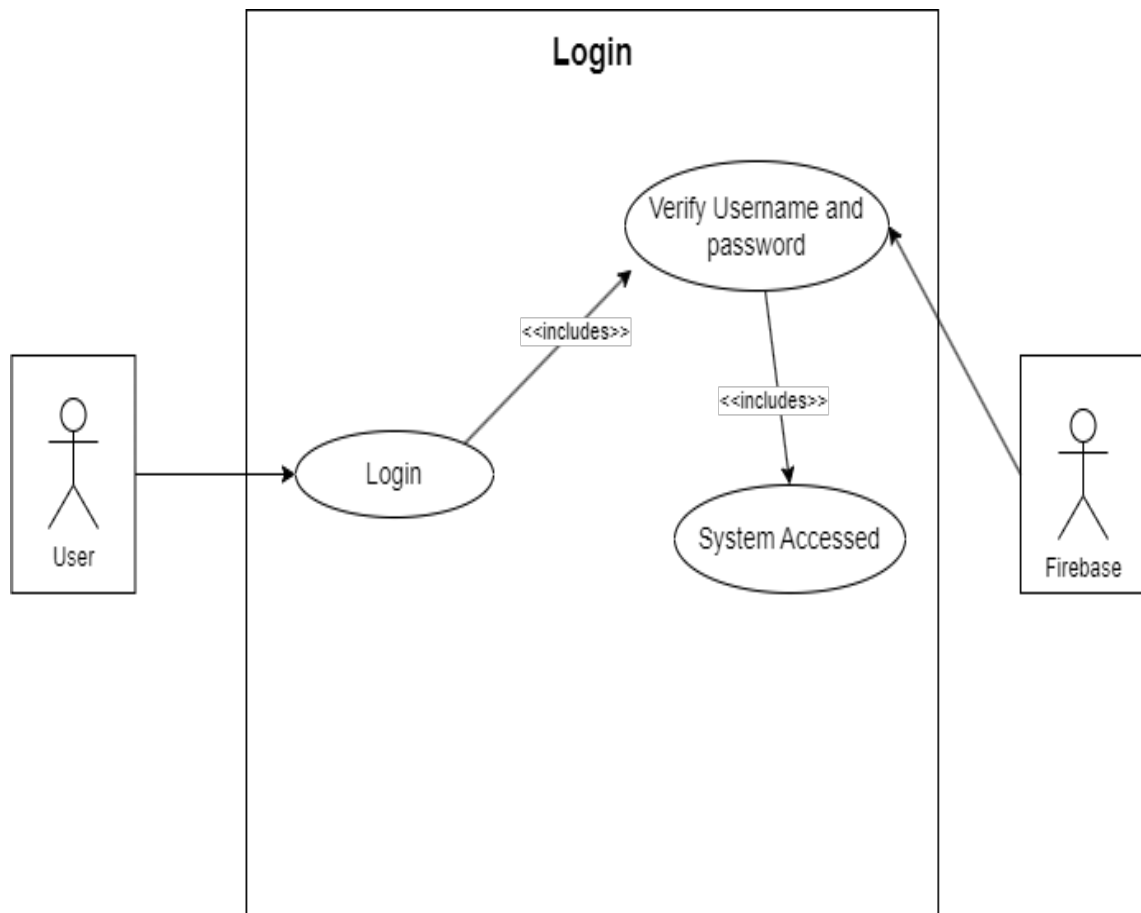 Login
Verify Username and
password
<<includes>>
<<includes>>
Login
System Accessed
User
Firebase